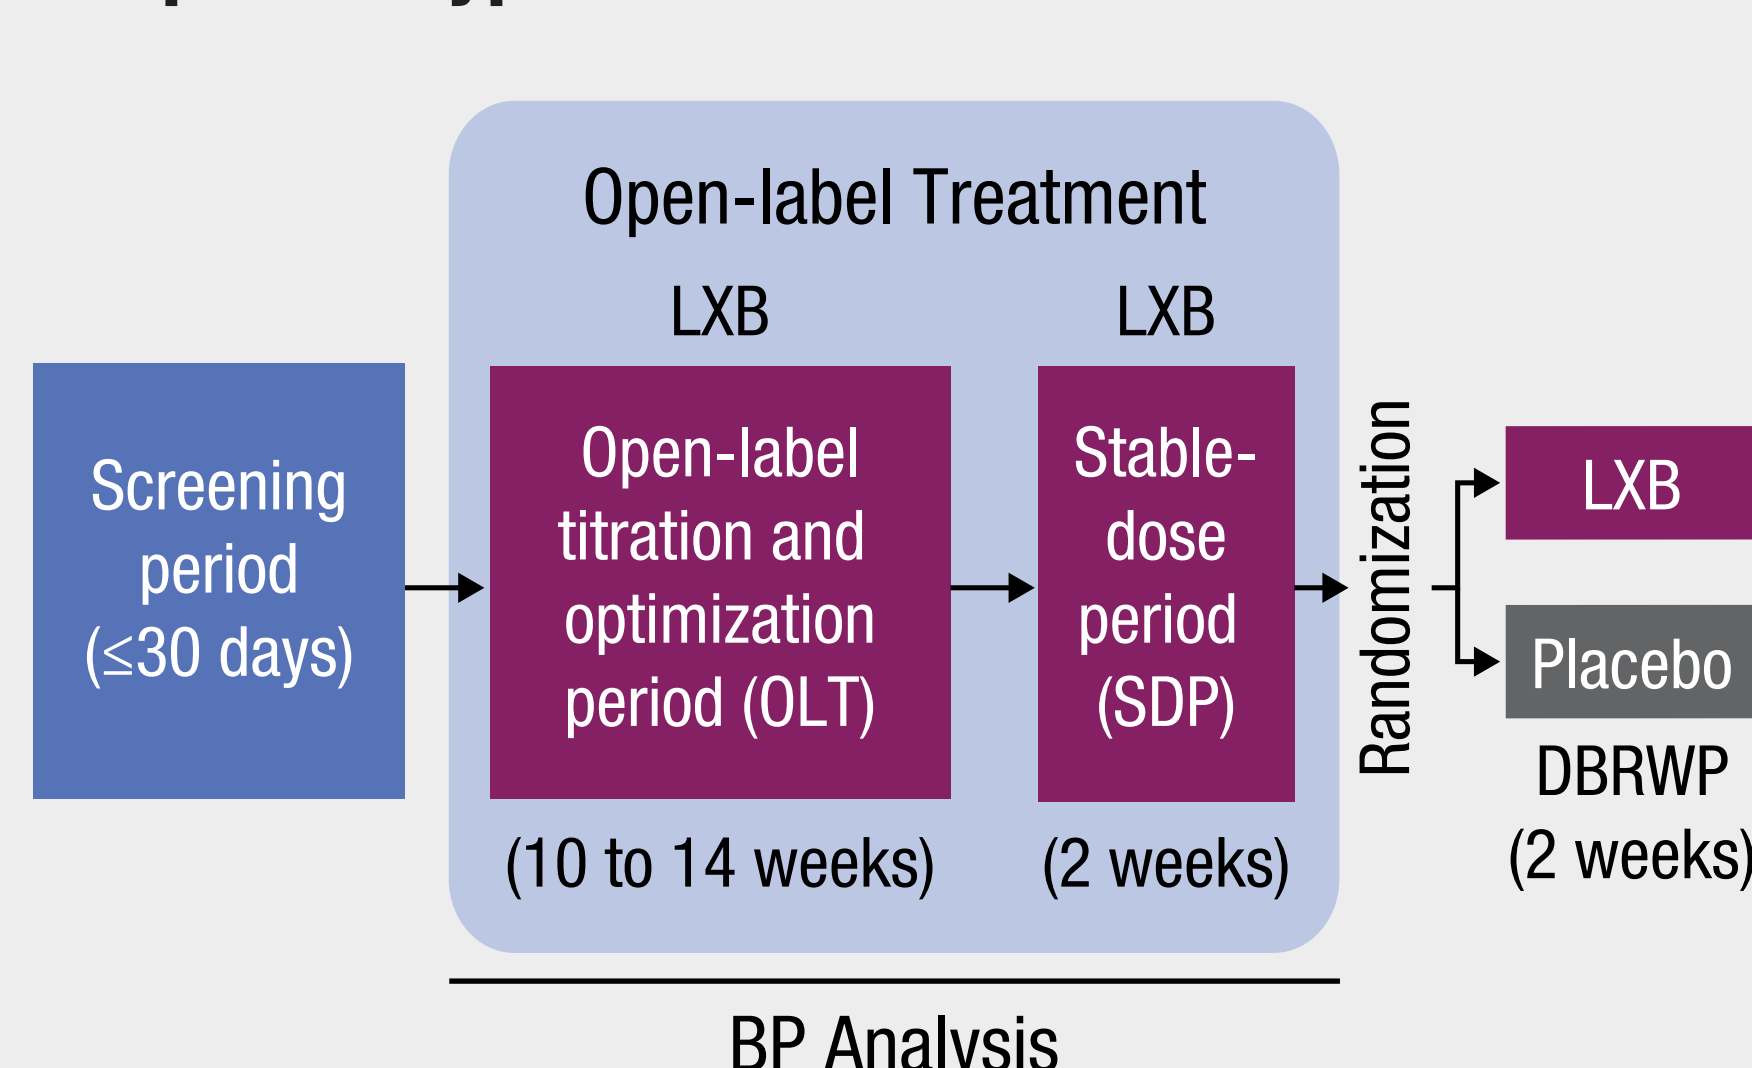 Open-label Treatment
LXB
LXB
Screening
period
(≤30 days)
Open-label
titration and
optimization
period (OLT)
Stable-
dose
period
(SDP)
(10 to 14 weeks)
(2 weeks)
Randomization
LXB
Placebo
DBRWP
(2 weeks)
BP Analysis